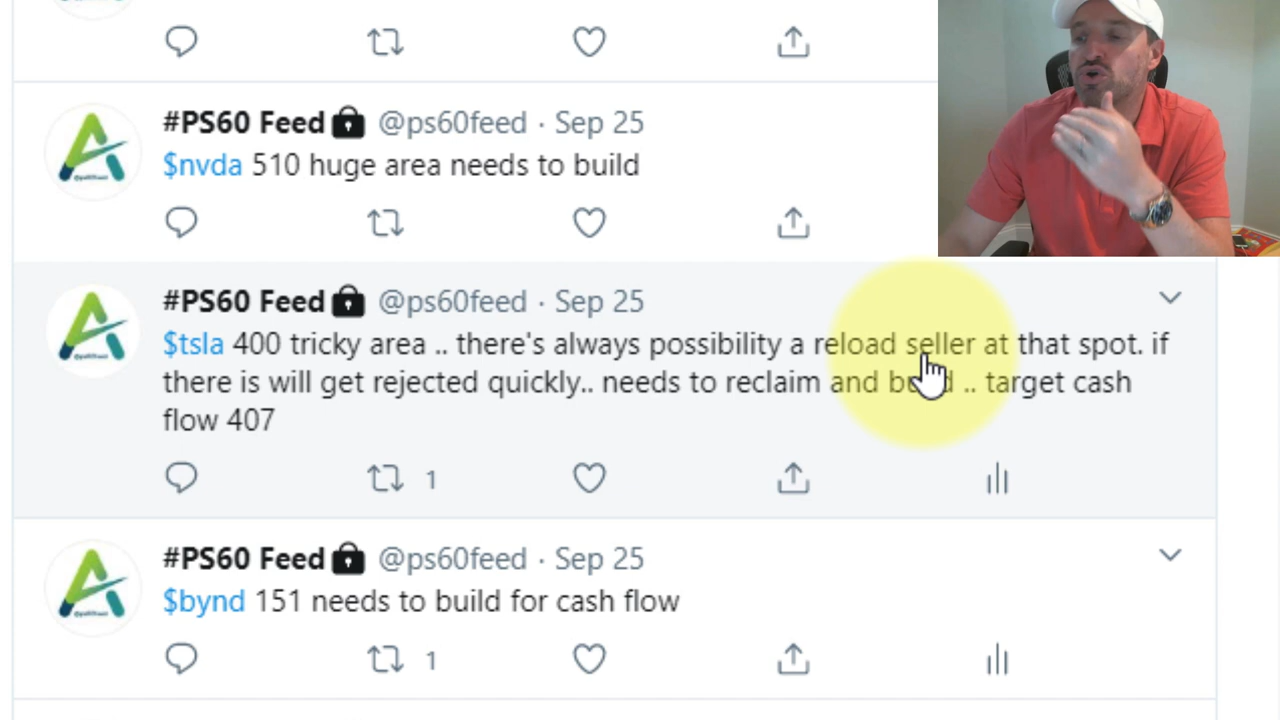 #PS60 Feed @ps60feed · Sep 25
$nvda 510 huge area needs to build
#PS60 Feed @ps60feed · Sep 25
$tsla 400 tricky area .. there's always possibility a reload seller at that spot. if
there is will get rejected quickly.. needs to reclaim and build .. target cash
flow 407
1
#PS60 Feed @ps60feed · Sep 25
$bynd 151 needs to build for cash flow
1